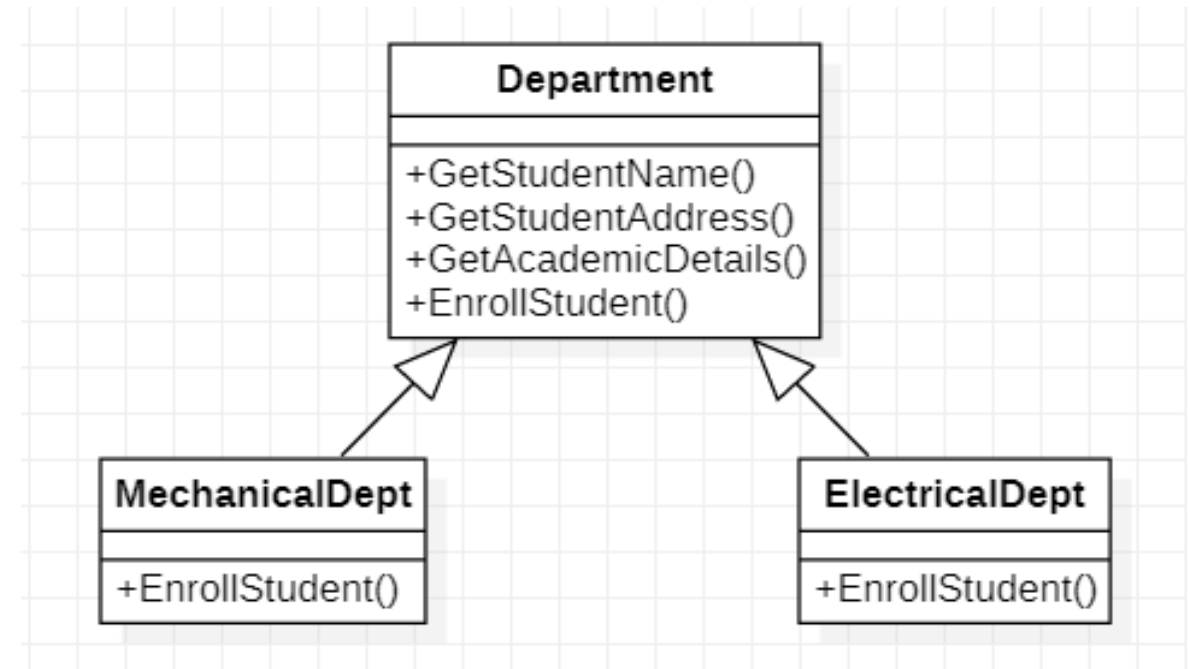 Department
+GetStudentName()
+GetStudentAddress()
+GetAcademicDetails()
+EnrollStudent()
MechanicalDept
+EnrollStudent()
ElectricalDept
+EnrollStudent()